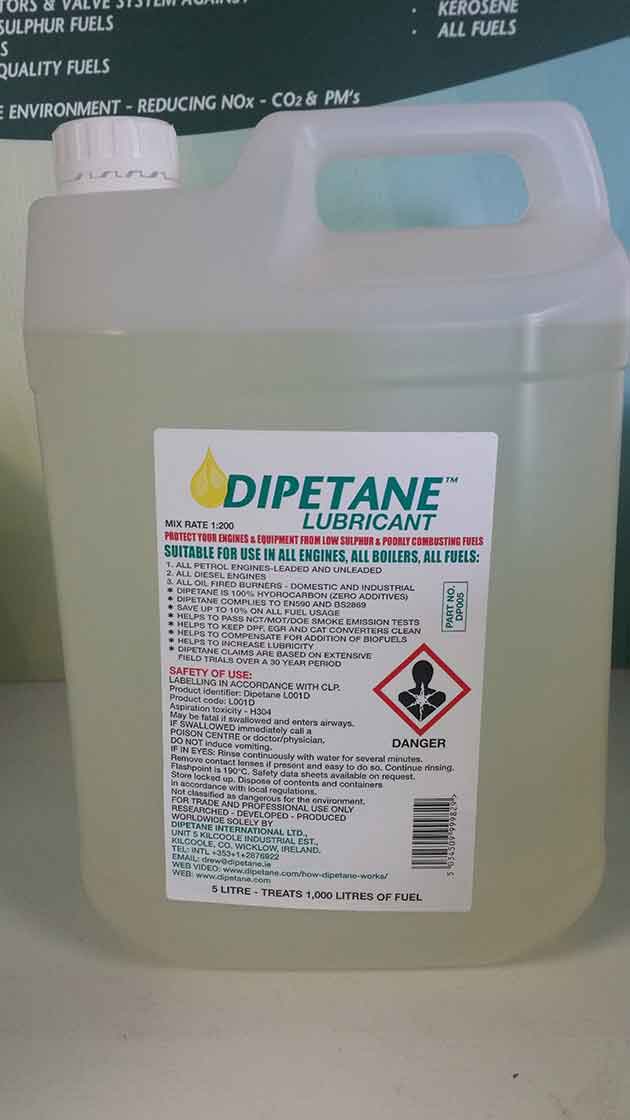 TORS & VALVE SYSTEM AGAINST
SULPHUR FUELS
S
QUALITY FUELS
E ENVIRONMENT - REDUCING NOx - CO2 & PM's
· KEROSENE
· ALL FUELS
DIPETANE™
LUBRICANT
MIX RATE 1:200
PROTECT YOUR ENGINES & EQUIPMENT FROM LOW SULPHUR & POORLY COMBUSTING FUELS
SUITABLE FOR USE IN ALL ENGINES, ALL BOILERS, ALL FUELS:
1. ALL PETROL ENGINES-LEADED AND UNLEADED
2. ALL DIESEL ENGINES
3. ALL OIL FIRED BURNERS - DOMESTIC AND INDUSTRIAL
* DIPETANE IS 100% HYDROCARBON (ZERO ADDITIVES)
* DIPETANE COMPLIES TO EN590 AND BS2869
* SAVE UP TO 10% ON ALL FUEL USAGE
* HELPS TO PASS NCT/MOT/DOE SMOKE EMISSION TESTS
* HELPS TO KEEP DPF, EGR AND CAT CONVERTERS CLEAN
* HELPS TO COMPENSATE FOR ADDITION OF BIOFUELS
* HELPS TO INCREASE LUBRICITY
* DIPETANE CLAIMS ARE BASED ON EXTENSIVE
FIELD TRIALS OVER A 30 YEAR PERIOD
PART NO.
DP005
SAFETY OF USE:
LABELLING IN ACCORDANCE WITH CLP.
Product identifier: Dipetane L001D
Product code: L001D
Aspiration toxicity - H304
May be fatal if swallowed and enters airways.
IF SWALLOWED immediately call a
POISON CENTRE or doctor/physician.
DO NOT induce vomiting.
IF IN EYES: Rinse continuously with water for several minutes.
Remove contact lenses if present and easy to do so. Continue rinsing.
Flashpoint is 190°C. Safety data sheets available on request.
Store locked up. Dispose of contents and containers
in accordance with local regulations.
Not classified as dangerous for the environment.
FOR TRADE AND PROFESSIONAL USE ONLY
RESEARCHED - DEVELOPED - PRODUCED
WORLDWIDE SOLELY BY
DIPETANE INTERNATIONAL LTD.,
UNIT 5 KILCOOLE INDUSTRIAL EST.,
KILCOOLE, CO. WICKLOW, IRELAND.
TEL: INTL +353+1+2876922
EMAIL: drew@dipetane.ie
WEB VIDEO: www.dipetane.com/how-dipetane-works/
WEB: www.dipetane.com
DANGER
5 LITRE - TREATS 1,000 LITRES OF FUEL